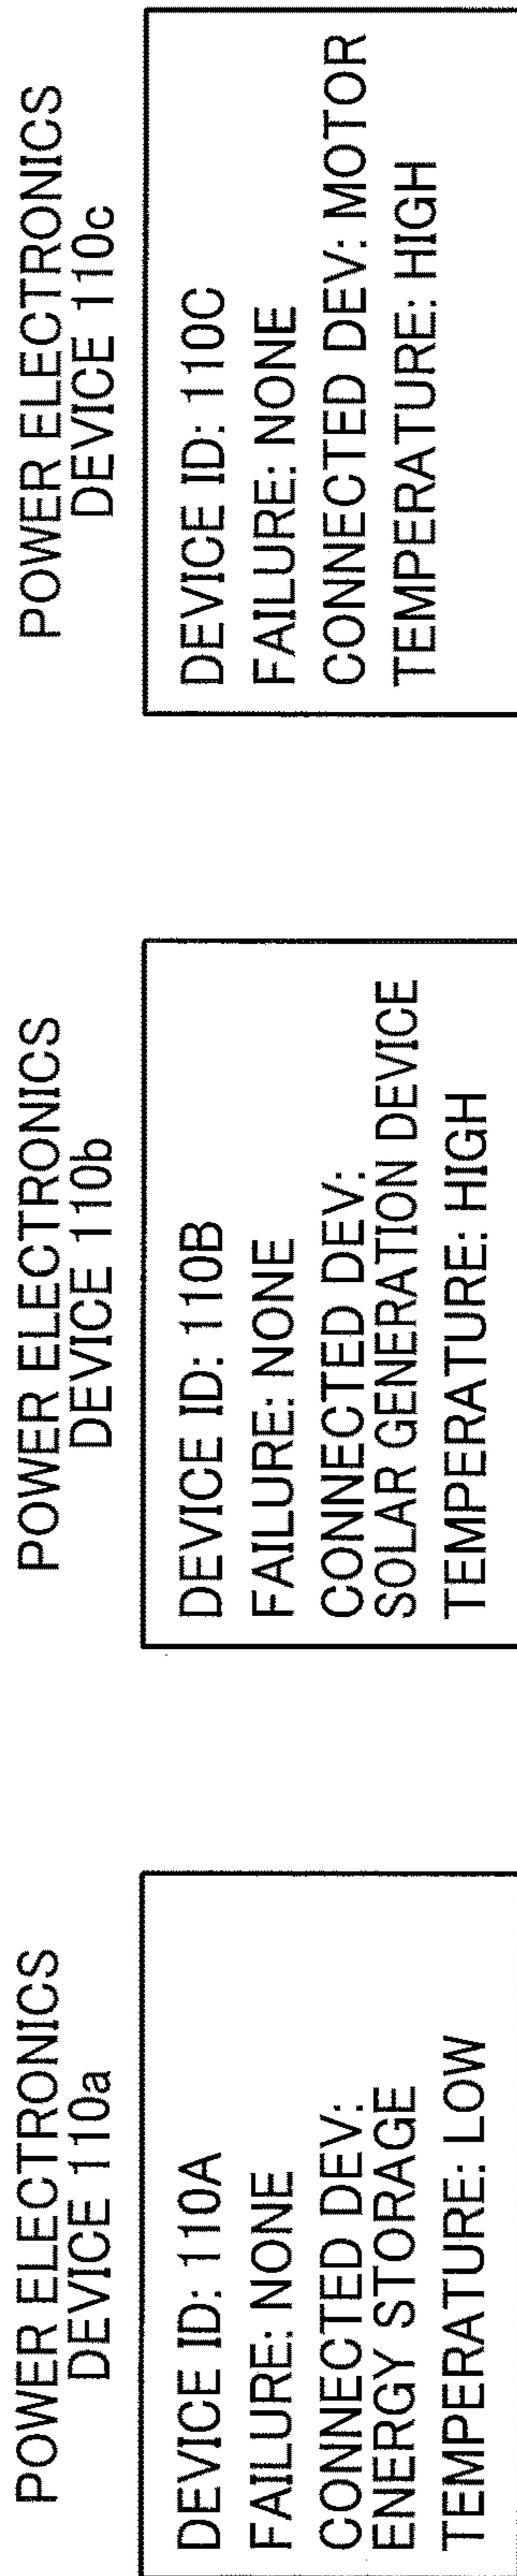 POWER ELECTRONICS
DEVICE 110a
DEVICE ID: 110A
FAILURE: NONE
CONNECTED DEV:
ENERGY STORAGE
TEMPERATURE: LOW
POWER ELECTRONICS
DEVICE 110b
DEVICE ID: 110B
FAILURE: NONE
CONNECTED DEV:
SOLAR GENERATION DEVICE
TEMPERATURE: HIGH
POWER ELECTRONICS
DEVICE 110c
DEVICE ID: 110C
FAILURE: NONE
CONNECTED DEV: MOTOR
TEMPERATURE: HIGH